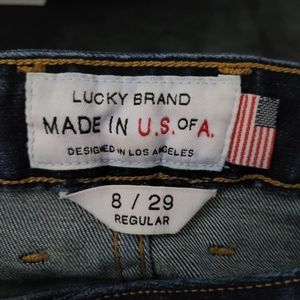 LUCKY BRAND
MADE IN U.S. OF A.
DESIGNED IN LOS ANGELES
8 / 29
REGULAR